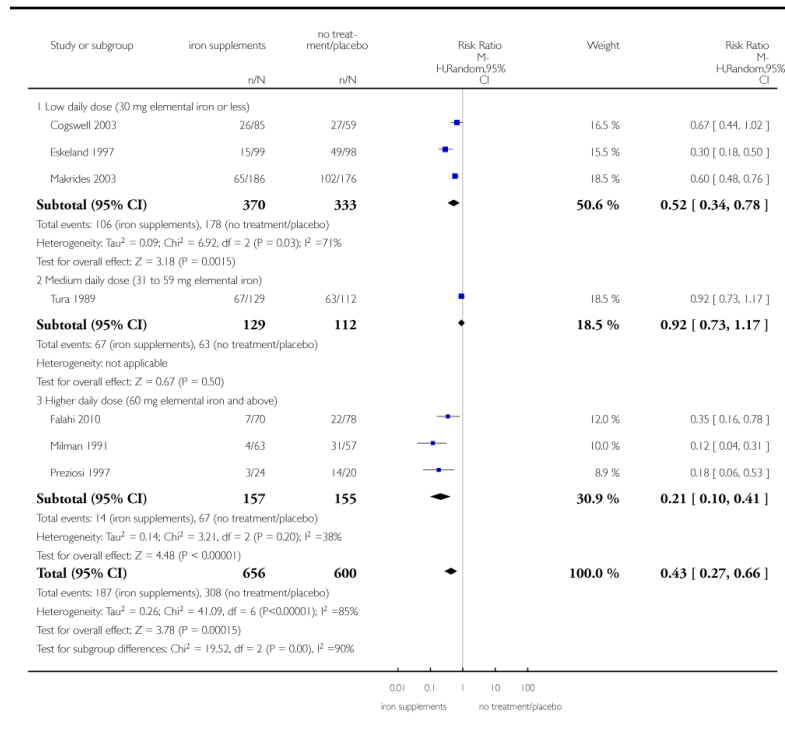 Study or subgroup iron supplements no treat-ment/placebo Risk Ratio Weight Risk Ratio
M-H,Random,95% CI M-H,Random,95% CI
n/N n/N
1 Low daily dose (30 mg elemental iron or less)
Cogswell 2003 26/85 27/59 16.5 % 0.67 [ 0.44, 1.02 ]
Eskeland 1997 15/99 49/98 15.5 % 0.30 [ 0.18, 0.50 ]
Makrides 2003 65/186 102/176 18.5 % 0.60 [ 0.48, 0.76 ]
Subtotal (95% CI) 370 333 50.6 % 0.52 [ 0.34, 0.78 ]
Total events: 106 (iron supplements), 178 (no treatment/placebo)
Heterogeneity: Tau² = 0.09; Chi² = 6.92, df = 2 (P = 0.03); I² =71%
Test for overall effect: Z = 3.18 (P = 0.0015)
2 Medium daily dose (31 to 59 mg elemental iron)
Tura 1989 67/129 63/112 18.5 % 0.92 [ 0.73, 1.17 ]
Subtotal (95% CI) 129 112 18.5 % 0.92 [ 0.73, 1.17 ]
Total events: 67 (iron supplements), 63 (no treatment/placebo)
Heterogeneity: not applicable
Test for overall effect: Z = 0.67 (P = 0.50)
3 Higher daily dose (60 mg elemental iron and above)
Falahi 2010 7/70 22/78 12.0 % 0.35 [ 0.16, 0.78 ]
Milman 1991 4/63 31/57 10.0 % 0.12 [ 0.04, 0.31 ]
Preziosi 1997 3/24 14/20 8.9 % 0.18 [ 0.06, 0.53 ]
Subtotal (95% CI) 157 155 30.9 % 0.21 [ 0.10, 0.41 ]
Total events: 14 (iron supplements), 67 (no treatment/placebo)
Heterogeneity: Tau² = 0.14; Chi² = 3.21, df = 2 (P = 0.20); I² =38%
Test for overall effect: Z = 4.48 (P < 0.00001)
Total (95% CI) 656 600 100.0 % 0.43 [ 0.27, 0.66 ]
Total events: 187 (iron supplements), 308 (no treatment/placebo)
Heterogeneity: Tau² = 0.26; Chi² = 41.09, df = 6 (P<0.00001); I² =85%
Test for overall effect: Z = 3.78 (P = 0.00015)
Test for subgroup differences: Chi² = 19.52, df = 2 (P = 0.00), I² =90%
0.01 0.1 1 10 100
iron supplements no treatment/placebo